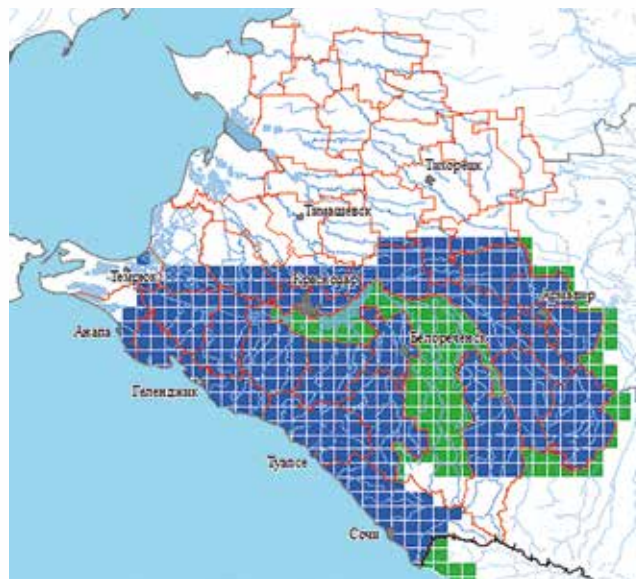 Тихорецк
Тимашевск
Темрюк
Краснодар
Анапа
Армавир
Белореченск
Геленджик
Туапсе
Сочи